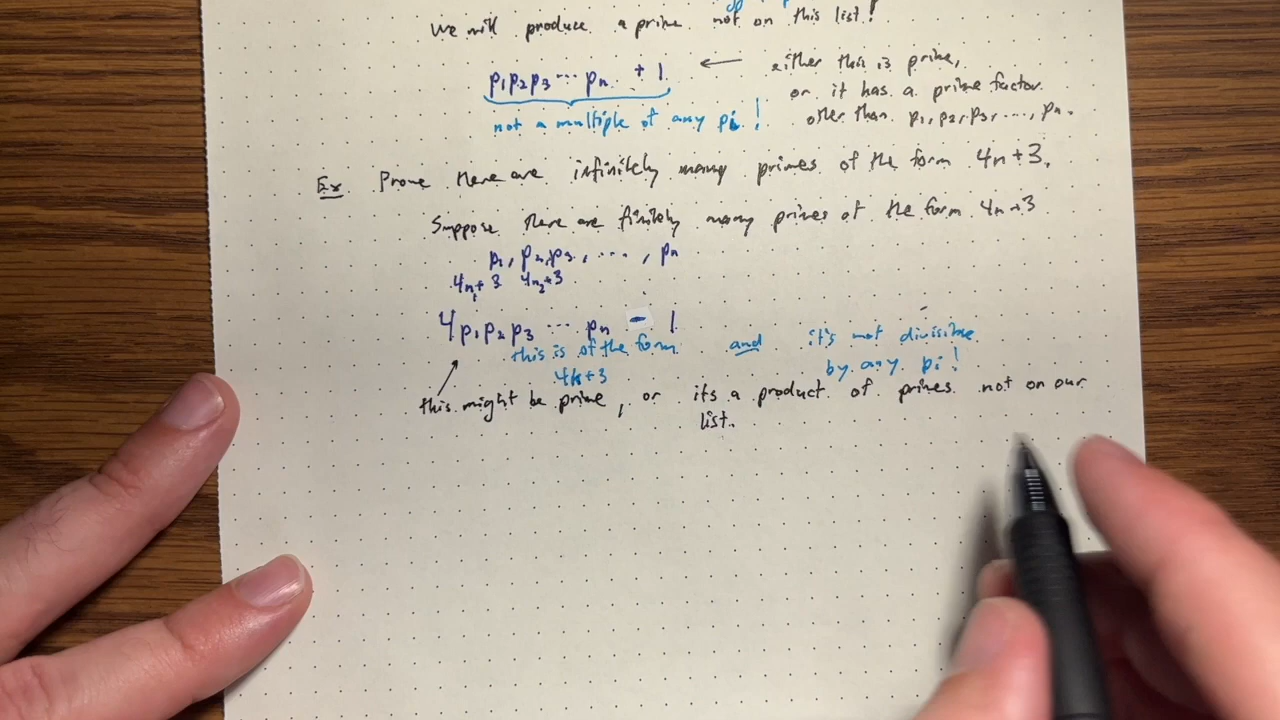 We will produce a prime not on this list!
p1p2p3 ... pn + 1 ← either this is prime,
or it has a prime factor
not a multiple of any pi! other than p1, p2, p3, ..., pn.
Ex Prove there are infinitely many primes of the form 4n+3.
Suppose there are finitely many primes of the form 4n+3
p1, p2, p3, ..., pn
4n1+3 4n2+3
4p1p2p3 ... pn - 1
this is of the form and it's not divisible
4k+3 by any pi!
this might be prime, or its a product of primes not on our
list.